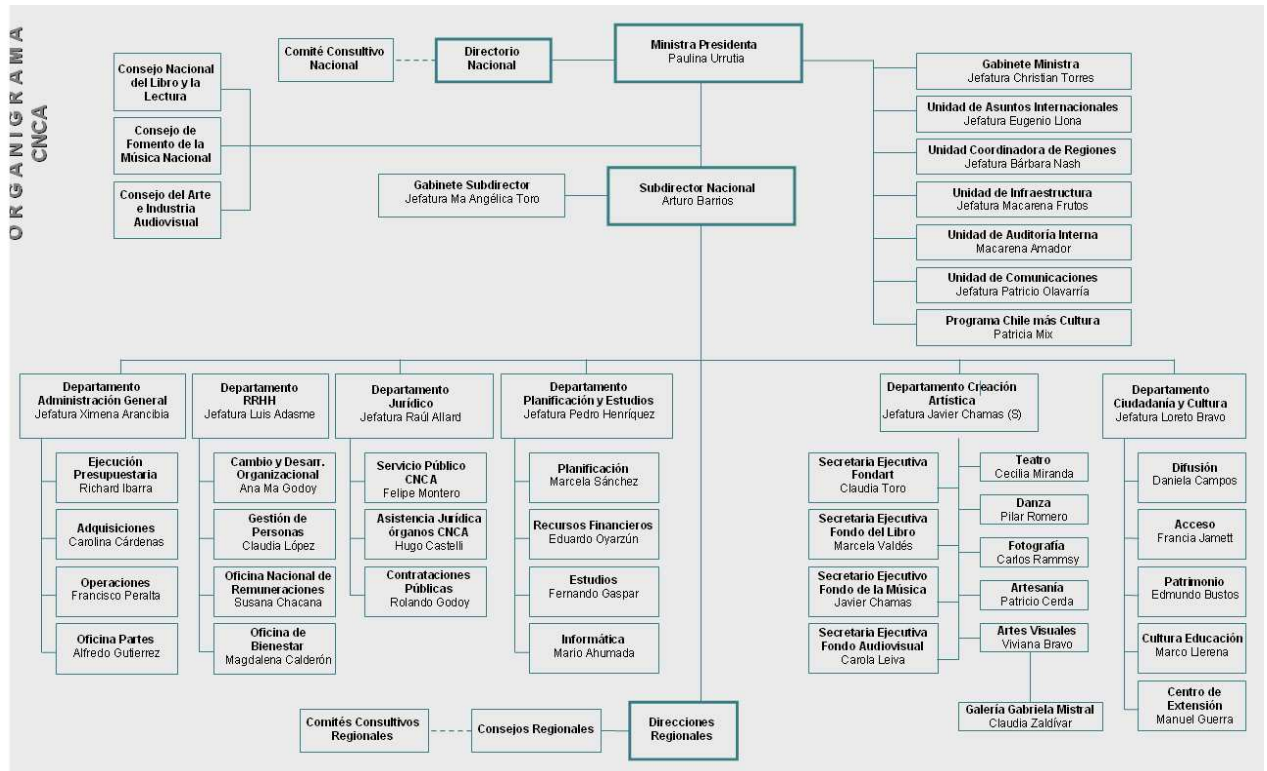 ORGANIGRAMA
CNCA
Comité Consultivo
Nacional
Directorio
Nacional
Ministra Presidenta
Paulina Urrutia
Consejo Nacional
del Libro y la
Lectura
Consejo de
Fomento de la
Música Nacional
Consejo del Arte
e Industria
Audiovisual
Gabinete Subdirector
Jefatura Ma Angélica Toro
Subdirector Nacional
Arturo Barrios
Gabinete Ministra
Jefatura Christian Torres
Unidad de Asuntos Internacionales
Jefatura Eugenio Llona
Unidad Coordinadora de Regiones
Jefatura Bárbara Nash
Unidad de Infraestructura
Jefatura Macarena Frutos
Unidad de Auditoría Interna
Macarena Amador
Unidad de Comunicaciones
Jefatura Patricio Olavarría
Programa Chile más Cultura
Patricia Mix
Departamento
Administración General
Jefatura Ximena Arancibia
Ejecución
Presupuestaria
Richard Ibarra
Adquisiciones
Carolina Cárdenas
Operaciones
Francisco Peralta
Oficina Partes
Alfredo Gutierrez
Departamento
RRHH
Jefatura Luis Adasme
Cambio y Desarr.
Organizacional
Ana Ma Godoy
Gestión de
Personas
Claudia López
Oficina Nacional de
Remuneraciones
Susana Chacana
Oficina de
Bienestar
Magdalena Calderón
Departamento
Jurídico
Jefatura Raúl Allard
Servicio Público
CNCA
Felipe Montero
Asistencia Jurídica
órganos CNCA
Hugo Castelli
Contrataciones
Públicas
Rolando Godoy
Departamento
Planificación y Estudios
Jefatura Pedro Henríquez
Planificación
Marcela Sánchez
Recursos Financieros
Eduardo Oyarzún
Estudios
Fernando Gaspar
Informática
Mario Ahumada
Departamento Creación
Artística
Jefatura Javier Chamas (S)
Secretaria Ejecutiva
Fondart
Claudia Toro
Secretaria Ejecutiva
Fondo del Libro
Marcela Valdés
Secretario Ejecutivo
Fondo de la Música
Javier Chamas
Secretaria Ejecutiva
Fondo Audiovisual
Carola Leiva
Teatro
Cecilia Miranda
Danza
Pilar Romero
Fotografía
Carlos Rammsy
Artesanía
Patricio Cerda
Artes Visuales
Viviana Bravo
Galería Gabriela Mistral
Claudia Zaldívar
Departamento
Ciudadanía y Cultura
Jefatura Loreto Bravo
Difusión
Daniela Campos
Acceso
Francia Jamett
Patrimonio
Edmundo Bustos
Cultura Educación
Marco Llerena
Centro de
Extensión
Manuel Guerra
Comités Consultivos
Regionales
Consejos Regionales
Direcciones
Regionales